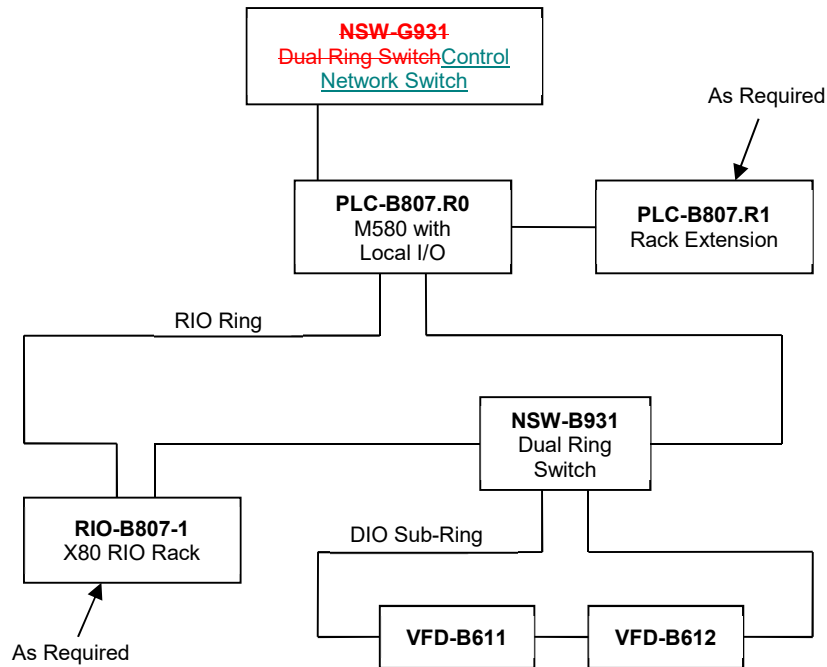 NSW-G931
Dual Ring SwitchControl
Network Switch
As Required
PLC-B807.R0
M580 with
Local I/O
PLC-B807.R1
Rack Extension
RIO Ring
NSW-B931
Dual Ring
Switch
RIO-B807-1
X80 RIO Rack
DIO Sub-Ring
VFD-B611
VFD-B612
As Required